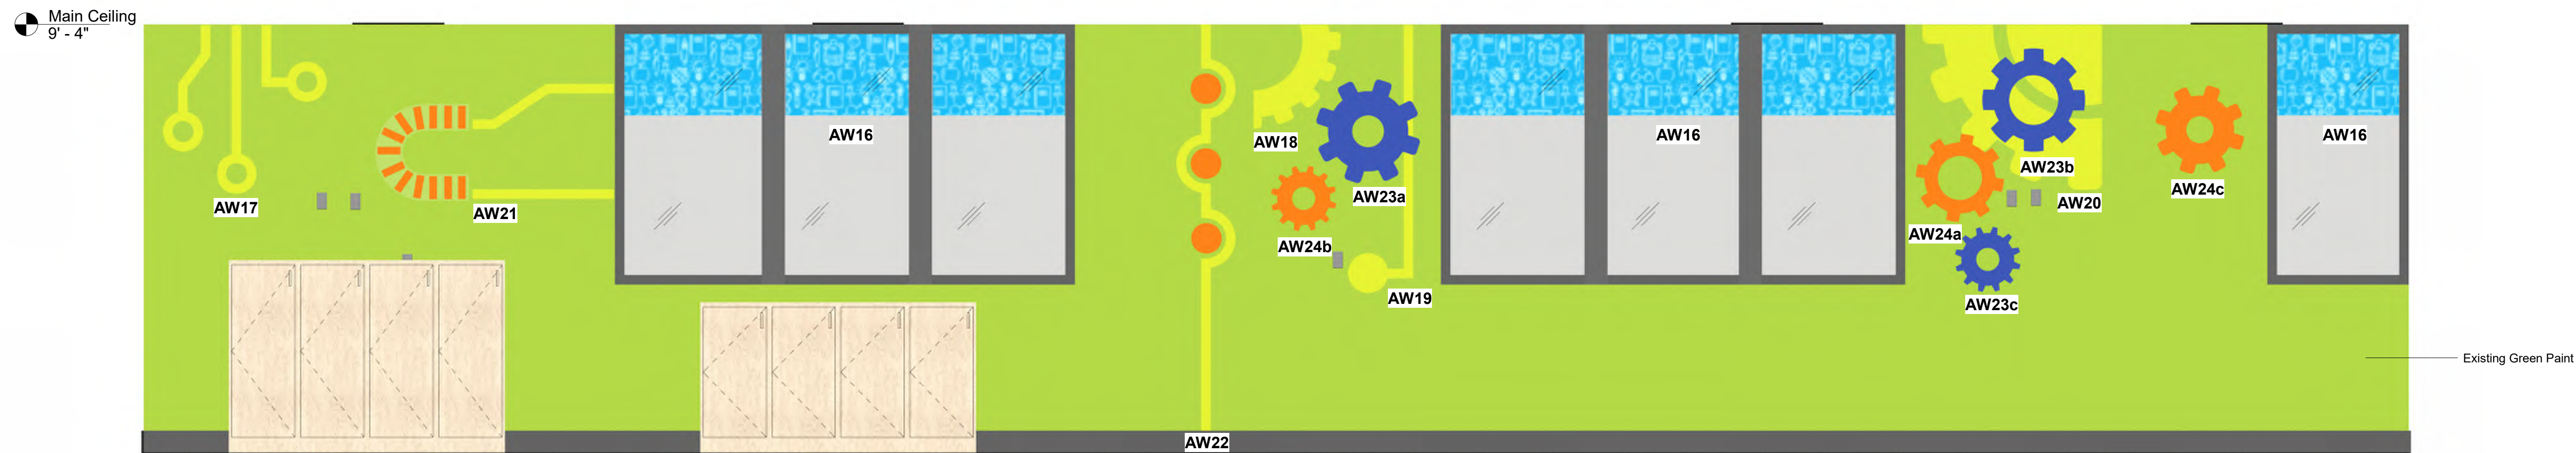 Main Ceiling
9' - 4"
AW16
AW16
AW16
AW18
AW23b
AW24c
AW23a
AW20
AW17
AW21
AW24a
AW24b
AW19
AW23c
Existing Green Paint
AW22